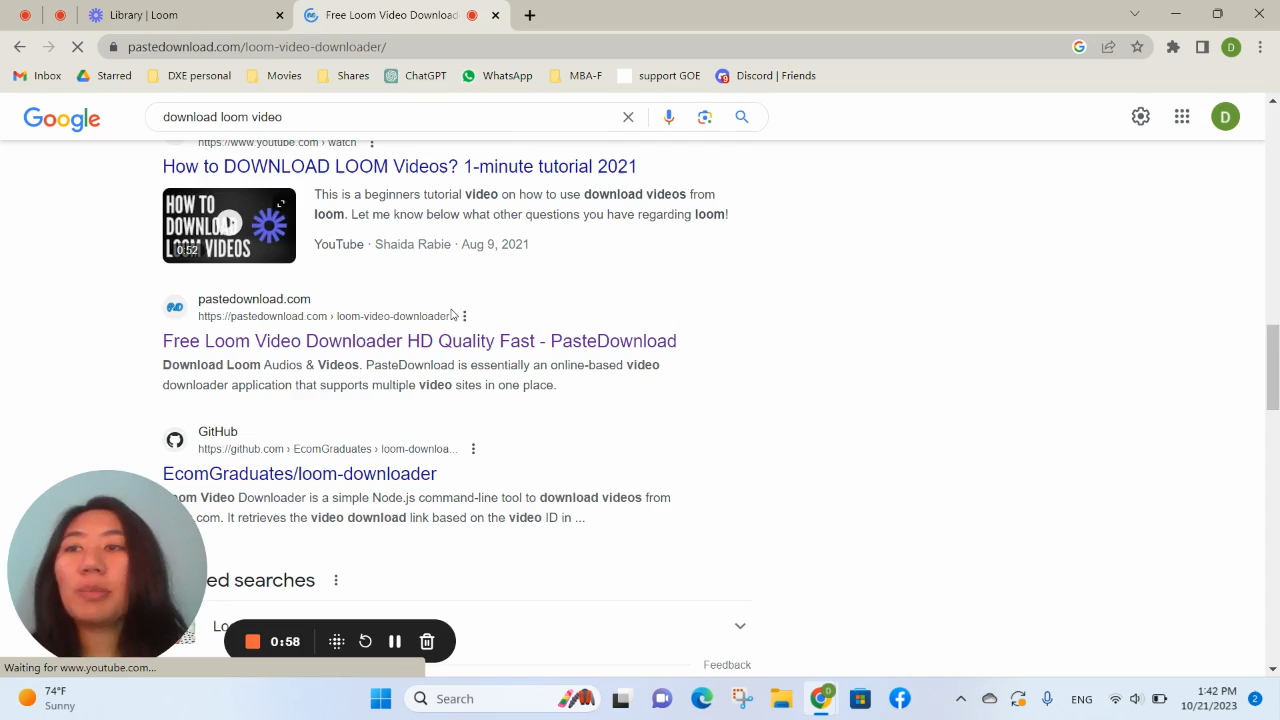 Library | Loom
YouTube Video Download
pastedownload.com/loom-video-downloader/
Inbox
Starred
DXE personal
Movies
Shares
ChatGPT
WhatsApp
MBA-F
support GOE
Discord | Friends
D
Google
download loom video
D
https://www.youtube.com › watch
How to DOWNLOAD LOOM Videos? 1-minute tutorial 2021
HOW TO
DOWNLOAD
LOOM VIDEOS
0:52
This is a beginners tutorial video on how to use download videos from
loom. Let me know below what other questions you have regarding loom!
YouTube · Shaida Rabie · Aug 9, 2021
pastedownload.com
https://pastedownload.com › loom-video-downloader
Free Loom Video Downloader HD Quality Fast - PasteDownload
Download Loom Audios & Videos. PasteDownload is essentially an online-based video
downloader application that supports multiple video sites in one place.
GitHub
https://github.com › EcomGraduates › loom-downloa...
EcomGraduates/loom-downloader
Video Downloader is a simple Node.js command-line tool to download videos from
.com. It retrieves the video download link based on the video ID in ...
ed searches
0:58
Feedback
Waiting for www.youtube.com...
74°F
Sunny
Search
ENG
1:42 PM
10/21/2023
2